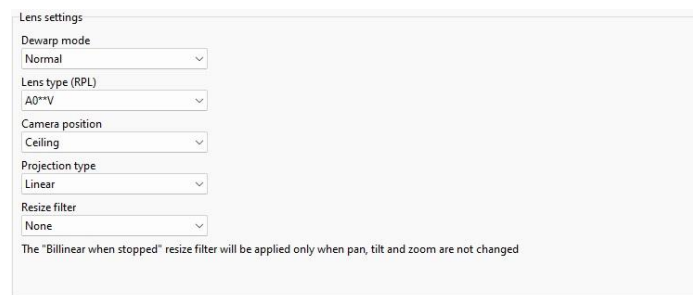 Lens settings
Dewarp mode
Normal
Lens type (RPL)
A0**V
Camera position
Ceiling
Projection type
Linear
Resize filter
None
The "Billinear when stopped" resize filter will be applied only when pan, tilt and zoom are not changed